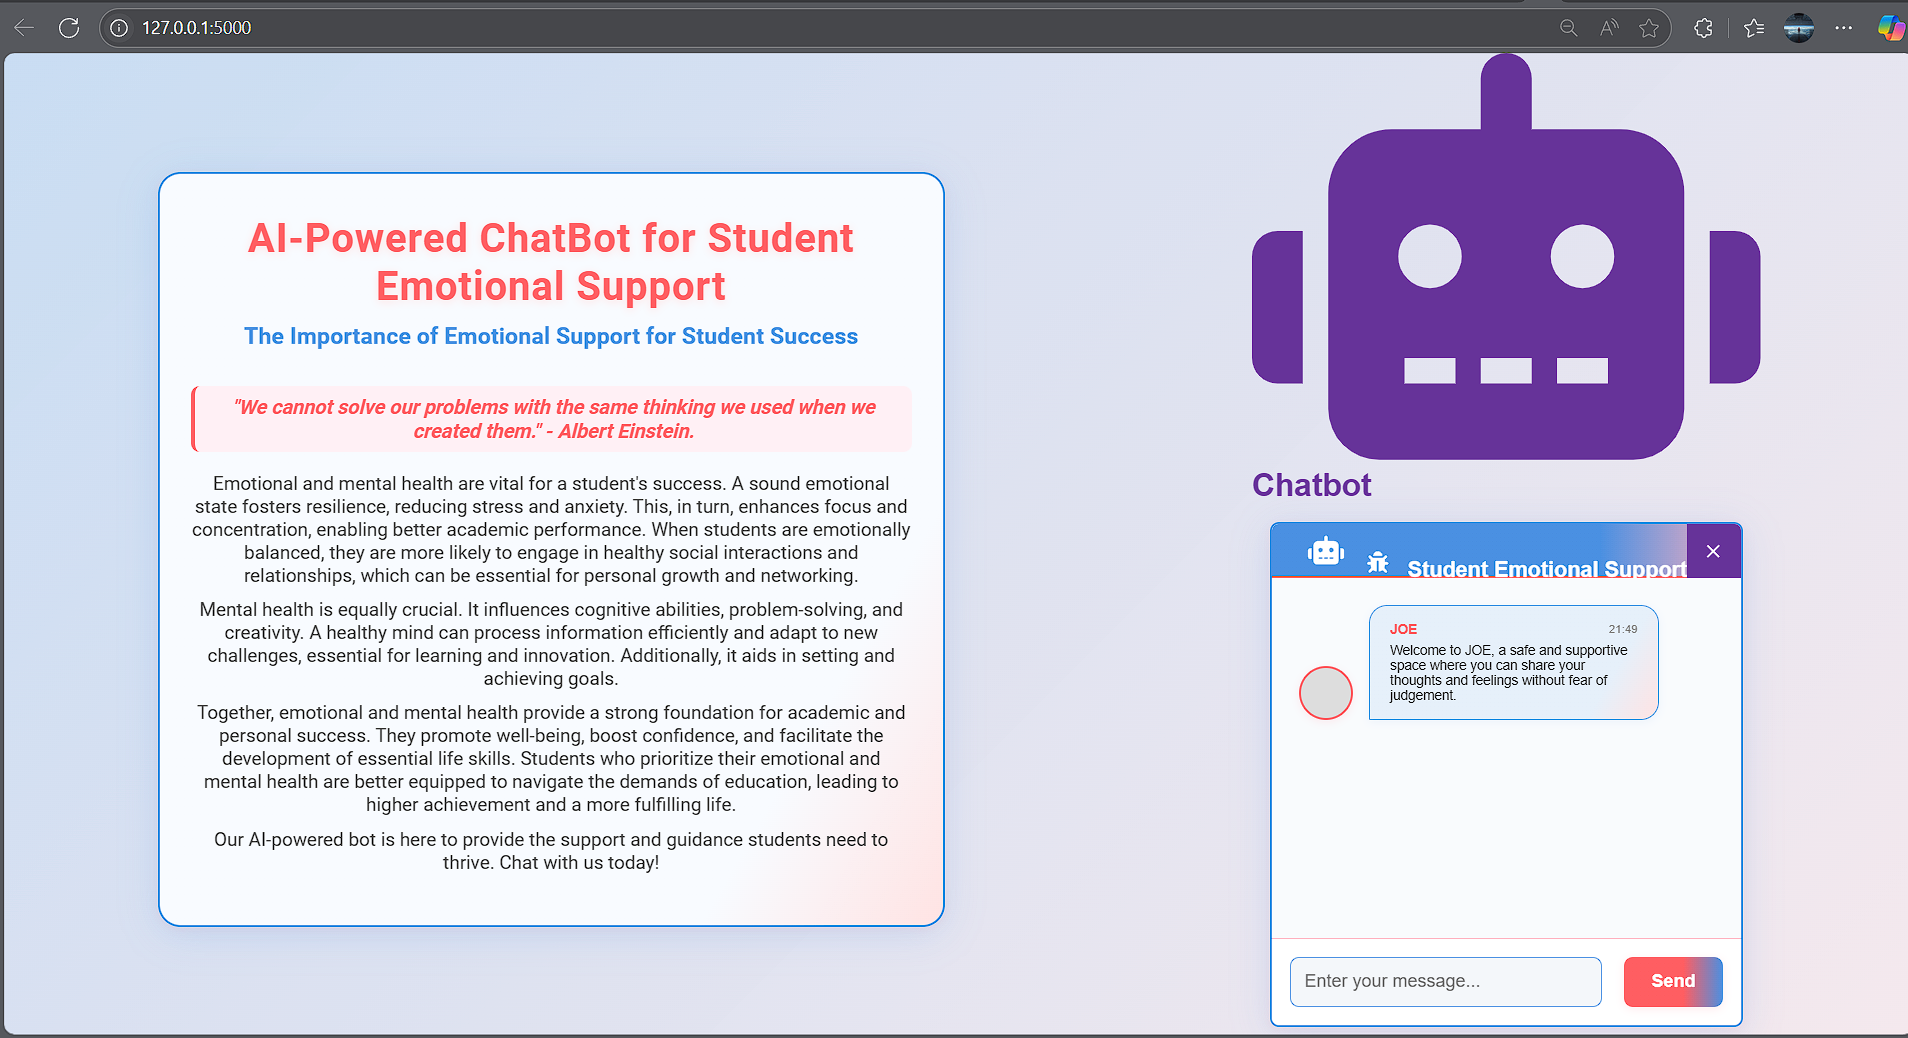 127.0.0.1:5000
AI-Powered ChatBot for Student
Emotional Support
The Importance of Emotional Support for Student Success
"We cannot solve our problems with the same thinking we used when we
created them." - Albert Einstein.
Emotional and mental health are vital for a student's success. A sound emotional
state fosters resilience, reducing stress and anxiety. This, in turn, enhances focus and
concentration, enabling better academic performance. When students are emotionally
balanced, they are more likely to engage in healthy social interactions and
relationships, which can be essential for personal growth and networking.
Mental health is equally crucial. It influences cognitive abilities, problem-solving, and
creativity. A healthy mind can process information efficiently and adapt to new
challenges, essential for learning and innovation. Additionally, it aids in setting and
achieving goals.
Together, emotional and mental health provide a strong foundation for academic and
personal success. They promote well-being, boost confidence, and facilitate the
development of essential life skills. Students who prioritize their emotional and
mental health are better equipped to navigate the demands of education, leading to
higher achievement and a more fulfilling life.
Our AI-powered bot is here to provide the support and guidance students need to
thrive. Chat with us today!
Chatbot
Student Emotional Support
JOE 21:49
Welcome to JOE, a safe and supportive
space where you can share your
thoughts and feelings without fear of
judgement.
Enter your message...
Send